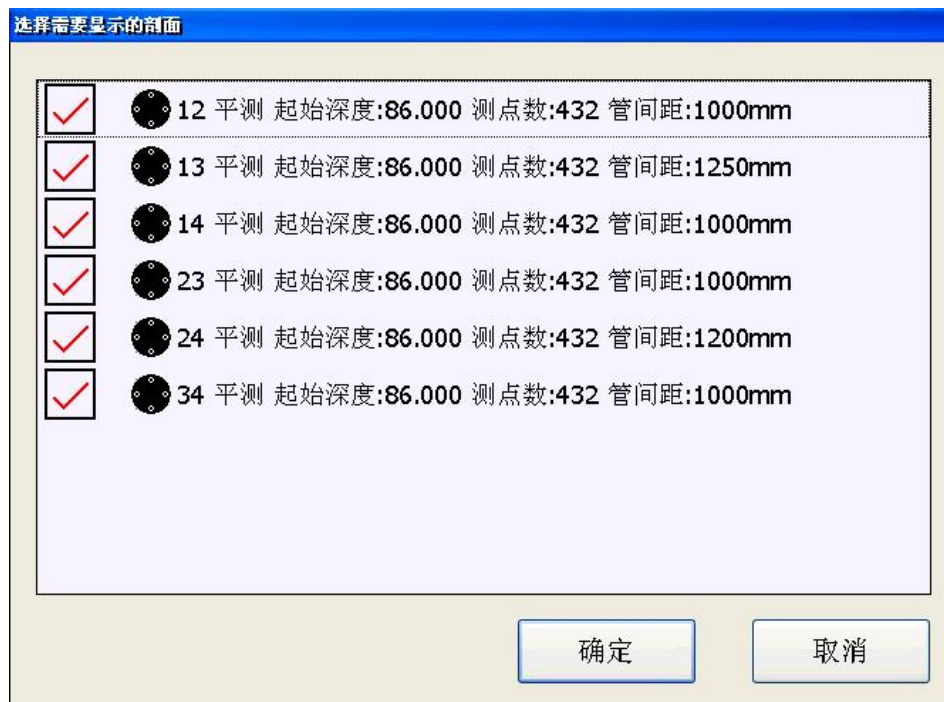 选择需要显示的剖面
12 平测 起始深度:86.000 测点数:432 管间距:1000mm
13 平测 起始深度:86.000 测点数:432 管间距:1250mm
14 平测 起始深度:86.000 测点数:432 管间距:1000mm
23 平测 起始深度:86.000 测点数:432 管间距:1000mm
24 平测 起始深度:86.000 测点数:432 管间距:1200mm
34 平测 起始深度:86.000 测点数:432 管间距:1000mm
确定 取消